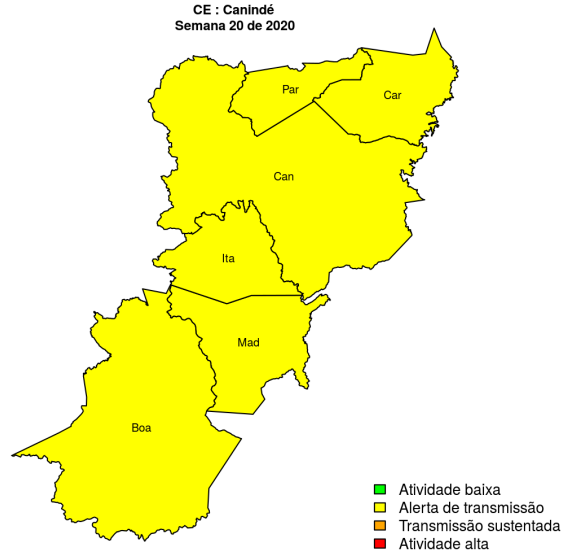 CE : Canindé
Semana 20 de 2020
Par
Car
Can
Ita
Mad
Boa
Atividade baixa
Alerta de transmissão
Transmissão sustentada
Atividade alta